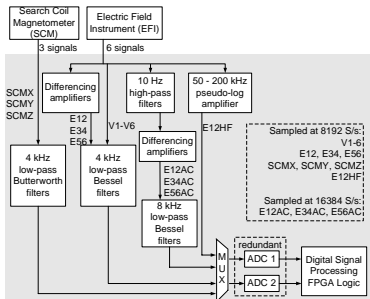 Search Coil
Magnetometer
(SCM)
Electric Field
Instrument (EFI)
3 signals
6 signals
SCMX
SCMY
SCMZ
Differencing
amplifiers
10 Hz
high-pass
filters
50 - 200 kHz
pseudo-log
amplifier
E12
E34
E56
V1-V6
E12HF
Differencing
amplifiers
4 kHz
low-pass
Butterworth
filters
4 kHz
low-pass
Bessel
filters
E12AC
E34AC
E56AC
8 kHz
low-pass
Bessel
filters
Sampled at 8192 S/s:
V1-6
E12, E34, E56
SCMX, SCMY, SCMZ
E12HF
Sampled at 16384 S/s:
E12AC, E34AC, E56AC
M
U
X
redundant
ADC 1
ADC 2
Digital Signal
Processing
FPGA Logic